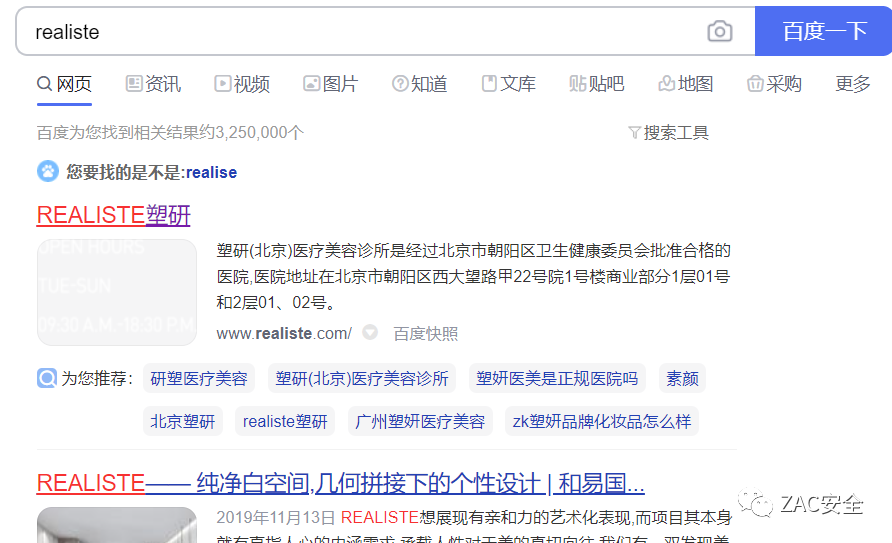 realiste
百度一下
网页 资讯 视频 图片 知道 文库 贴吧 地图 采购 更多
百度为您找到相关结果约3,250,000个
搜索工具
您要找的是不是:realise
REALISTE塑研
OPEN HOURS
TUE-SUN
09:30 A.M.-18:30 P.M
塑研(北京)医疗美容诊所是经过北京市朝阳区卫生健康委员会批准合格的
医院,医院地址在北京市朝阳区西大望路甲22号院1号楼商业部分1层01号
和2层01、02号。
www.realiste.com/ 百度快照
为您推荐: 研塑医疗美容 塑研(北京)医疗美容诊所 塑妍医美是正规医院吗 素颜
北京塑研 realiste塑研 广州塑妍医疗美容 zk塑妍品牌化妆品怎么样
REALISTE—— 纯净白空间,几何拼接下的个性设计 | 和易国...
2019年11月13日 REALISTE想展现有亲和力的艺术化表现,而项目其本身
ZAC安全